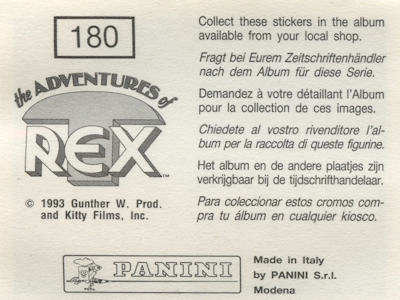 180
the ADVENTURES of
T
REX™
© 1993 Gunther W. Prod.
and Kitty Films, Inc.
Collect these stickers in the album
available from your local shop.
Fragt bei Eurem Zeitschriftenhändler
nach dem Album für diese Serie.
Demandez à votre détaillant l'Album
pour la collection de ces images.
Chiedete al vostro rivenditore l'al-
bum per la raccolta di queste figurine.
Het album en de andere plaatjes zijn
verkrijgbaar bij de tijdschrifthandelaar.
Para coleccionar estos cromos com-
pra tu álbum en cualquier kiosco.
PANINI
Made in Italy
by PANINI S.r.l.
Modena